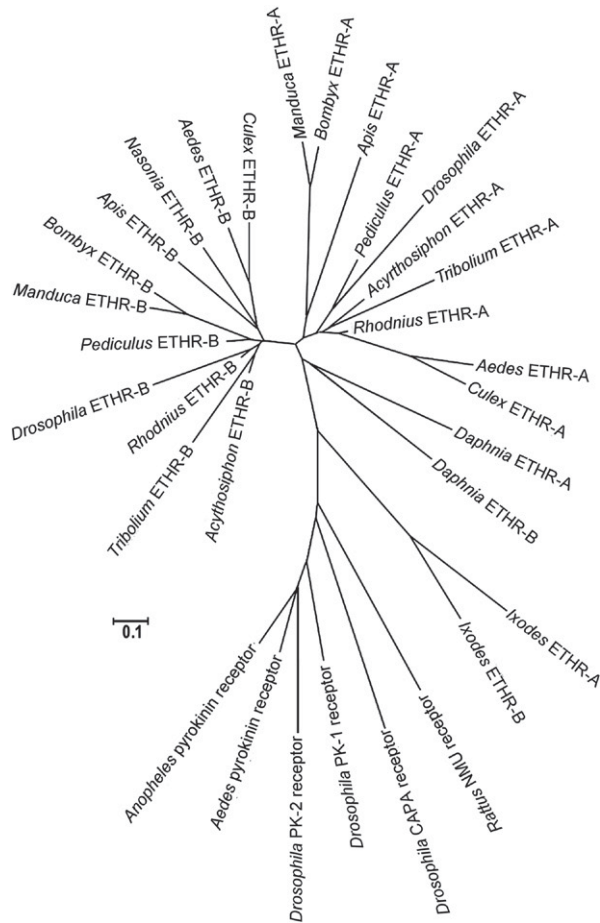 Manduca ETHR-A
Bombyx ETHR-A
Apis ETHR-A
Pediculus ETHR-A
Drosophila ETHR-A
Acyrthosiphon ETHR-A
Tribolium ETHR-A
Rhodnius ETHR-A
Aedes ETHR-A
Culex ETHR-A
Daphnia ETHR-A
Daphnia ETHR-B
Ixodes ETHR-A
Ixodes ETHR-B
Rattus NMU receptor
Drosophila CAPA receptor
Drosophila PK-1 receptor
Drosophila PK-2 receptor
Aedes pyrokinin receptor
Anopheles pyrokinin receptor
Acythosiphon ETHR-B
Tribolium ETHR-B
Rhodnius ETHR-B
Drosophila ETHR-B
Pediculus ETHR-B
Manduca ETHR-B
Bombyx ETHR-B
Apis ETHR-B
Nasonia ETHR-B
Aedes ETHR-B
Culex ETHR-B
0.1